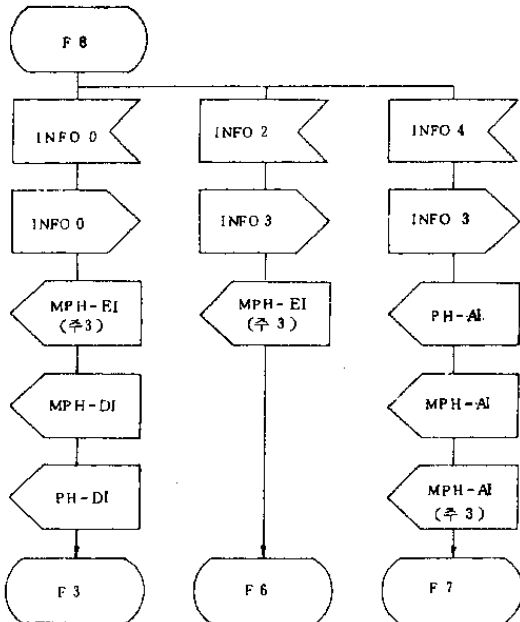 F 8
INFO 0
INFO 2
INFO 4
INFO 0
INFO 3
INFO 3
MPH-EI
(주3)
MPH-EI
(주 3)
PH-AI
MPH-DI
MPH-AI
PH-DI
MPH-AI
(주 3)
F 3
F 6
F 7